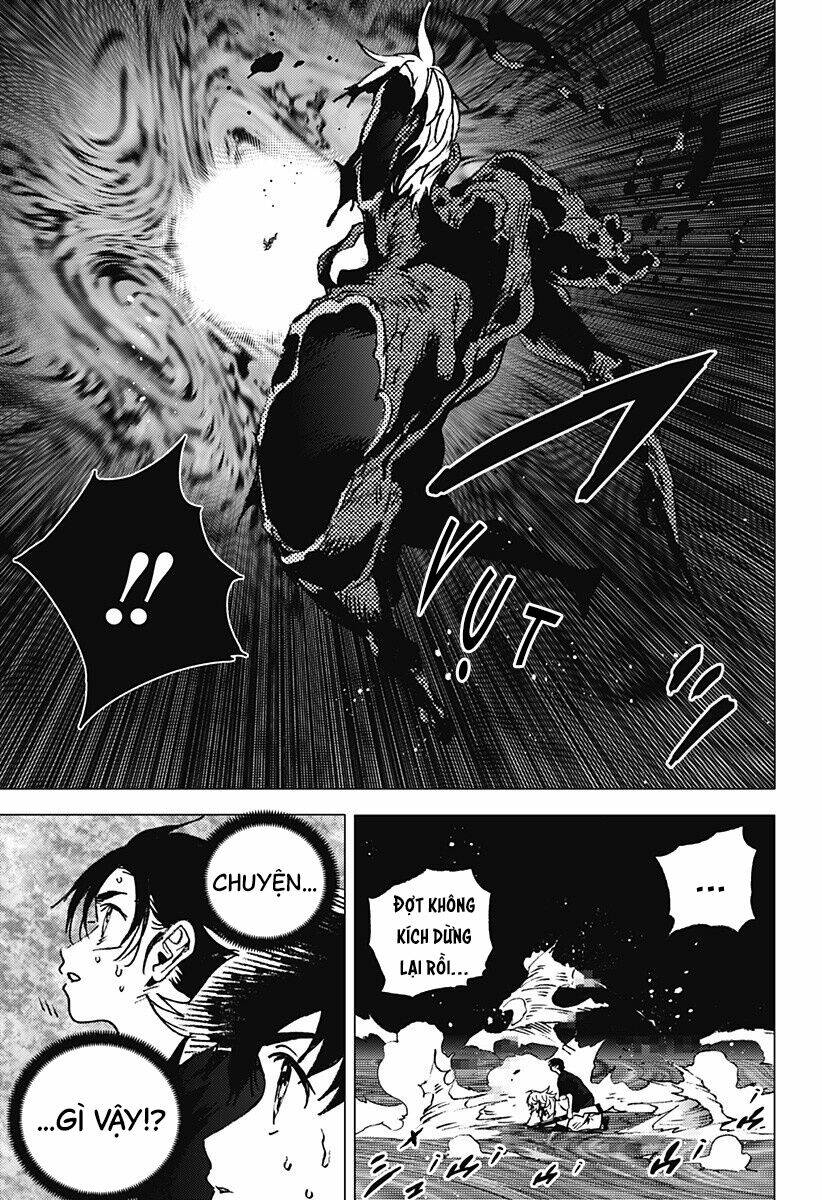 !!
VỤT
...
ĐỢT KHÔNG
KÍCH DỪNG
LẠI RỒI...
CHUYỆN...
...GÌ VẬY!?